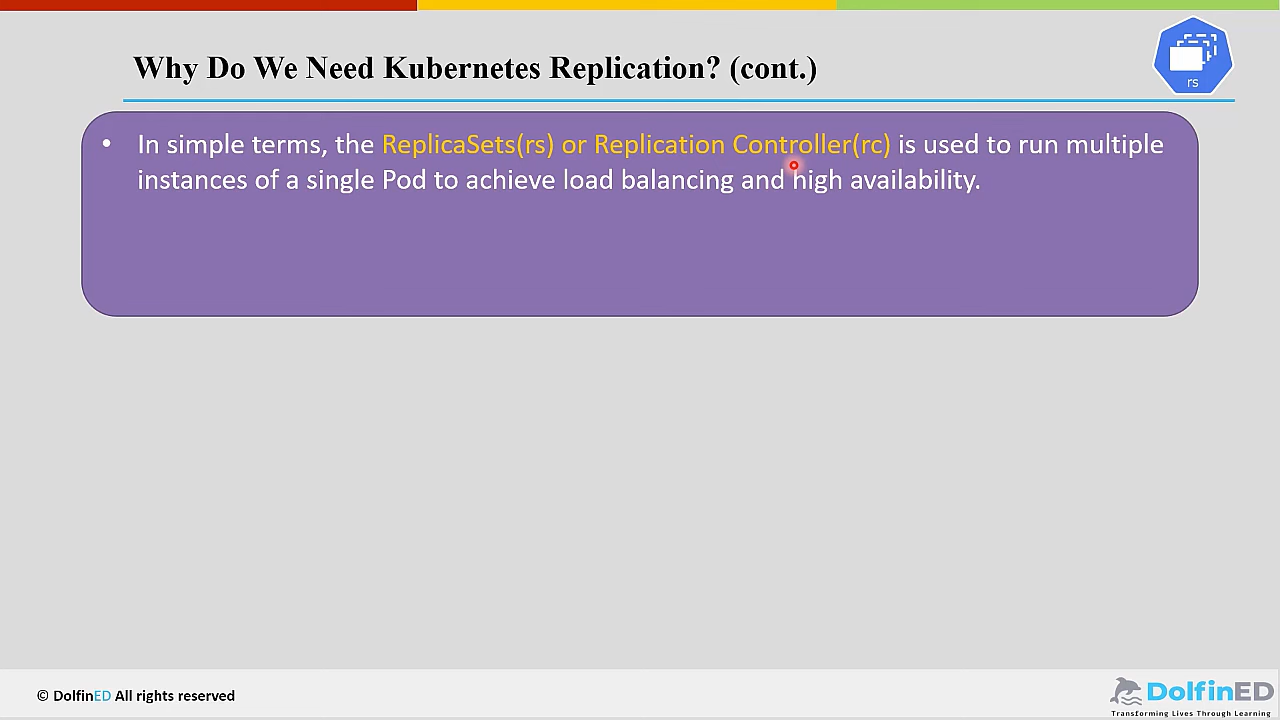 Why Do We Need Kubernetes Replication? (cont.)
rs
• In simple terms, the ReplicaSets(rs) or Replication Controller(rc) is used to run multiple
instances of a single Pod to achieve load balancing and high availability.
© DolfinED All rights reserved
DolfinED
Transforming Lives Through Learning